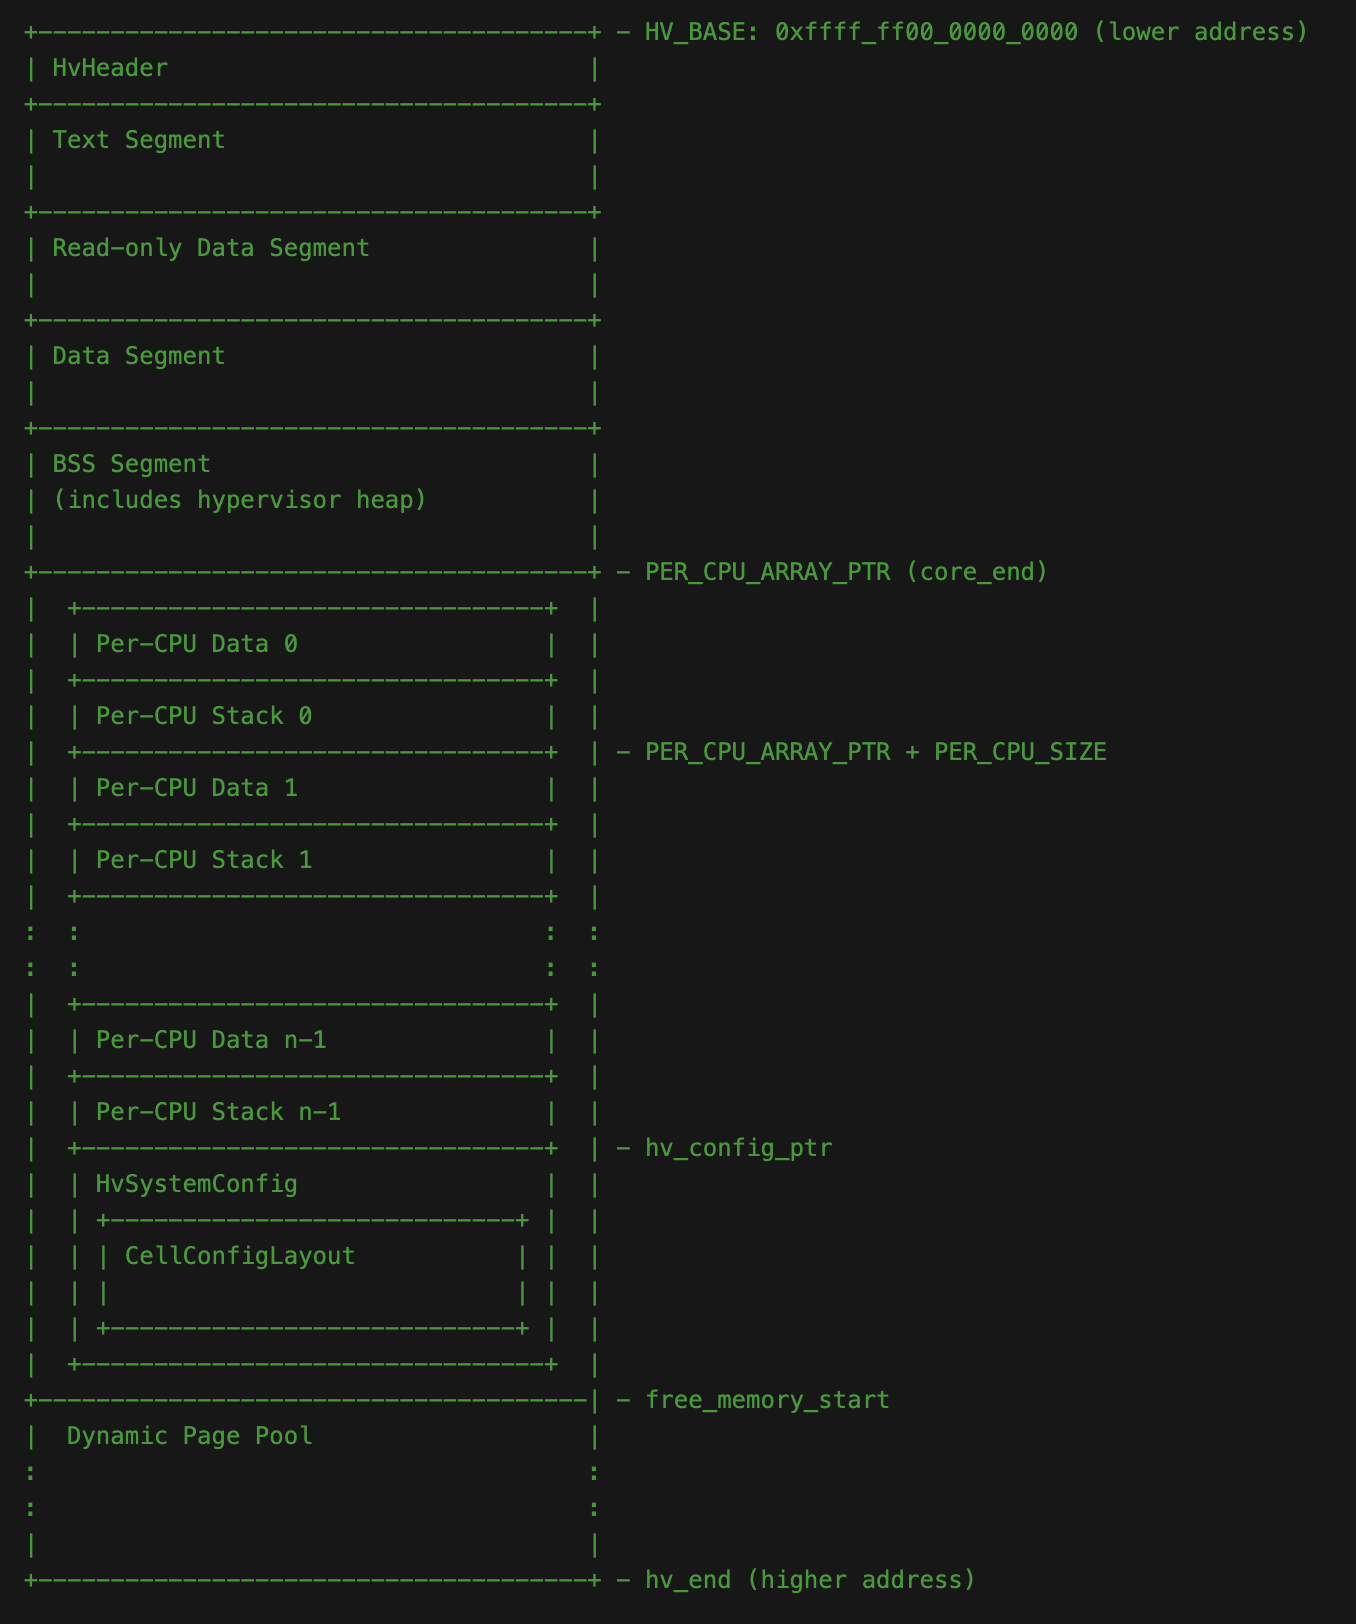 +--------------------------------------+ - HV_BASE: 0xffff_ff00_0000_0000 (lower address)
| HvHeader                             |
+--------------------------------------+
| Text Segment                         |
|                                      |
+--------------------------------------+
| Read-only Data Segment               |
|                                      |
+--------------------------------------+
| Data Segment                         |
|                                      |
+--------------------------------------+
| BSS Segment                          |
| (includes hypervisor heap)           |
|                                      |
+--------------------------------------+ - PER_CPU_ARRAY_PTR (core_end)
|  +--------------------------------+  |
|  | Per-CPU Data 0                 |  |
|  +--------------------------------+  |
|  | Per-CPU Stack 0                |  |
|  +--------------------------------+  | - PER_CPU_ARRAY_PTR + PER_CPU_SIZE
|  | Per-CPU Data 1                 |  |
|  +--------------------------------+  |
|  | Per-CPU Stack 1                |  |
|  +--------------------------------+  |
:  :                                :  :
:  :                                :  :
|  +--------------------------------+  |
|  | Per-CPU Data n-1               |  |
|  +--------------------------------+  |
|  | Per-CPU Stack n-1              |  |
|  +--------------------------------+  | - hv_config_ptr
|  | HvSystemConfig                 |  |
|  | +----------------------------+ |  |
|  | | CellConfigLayout           | |  |
|  | |                            | |  |
|  | +----------------------------+ |  |
|  +--------------------------------+  |
+--------------------------------------| - free_memory_start
|  Dynamic Page Pool                   |
:                                      :
:                                      :
|                                      |
+--------------------------------------+ - hv_end (higher address)